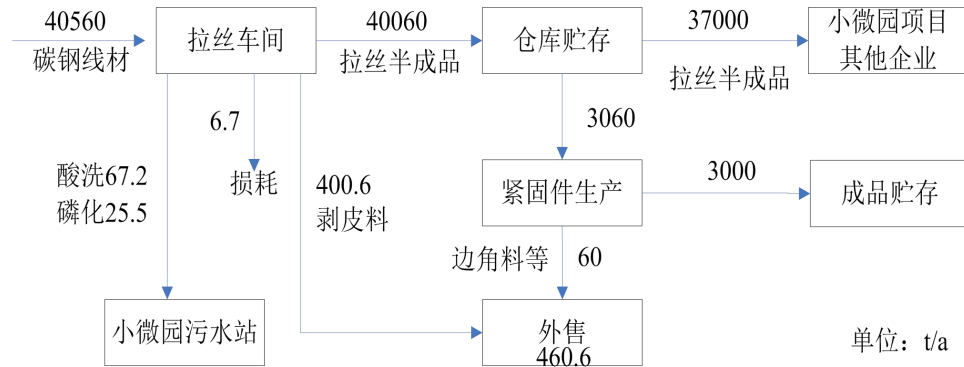 40560
碳钢线材
拉丝车间
40060
拉丝半成品
仓库贮存
37000
拉丝半成品
小微园项目
其他企业
6.7
损耗
3060
酸洗67.2
磷化25.5
400.6
剥皮料
紧固件生产
3000
成品贮存
边角料等
60
小微园污水站
外售
460.6
单位：t/a